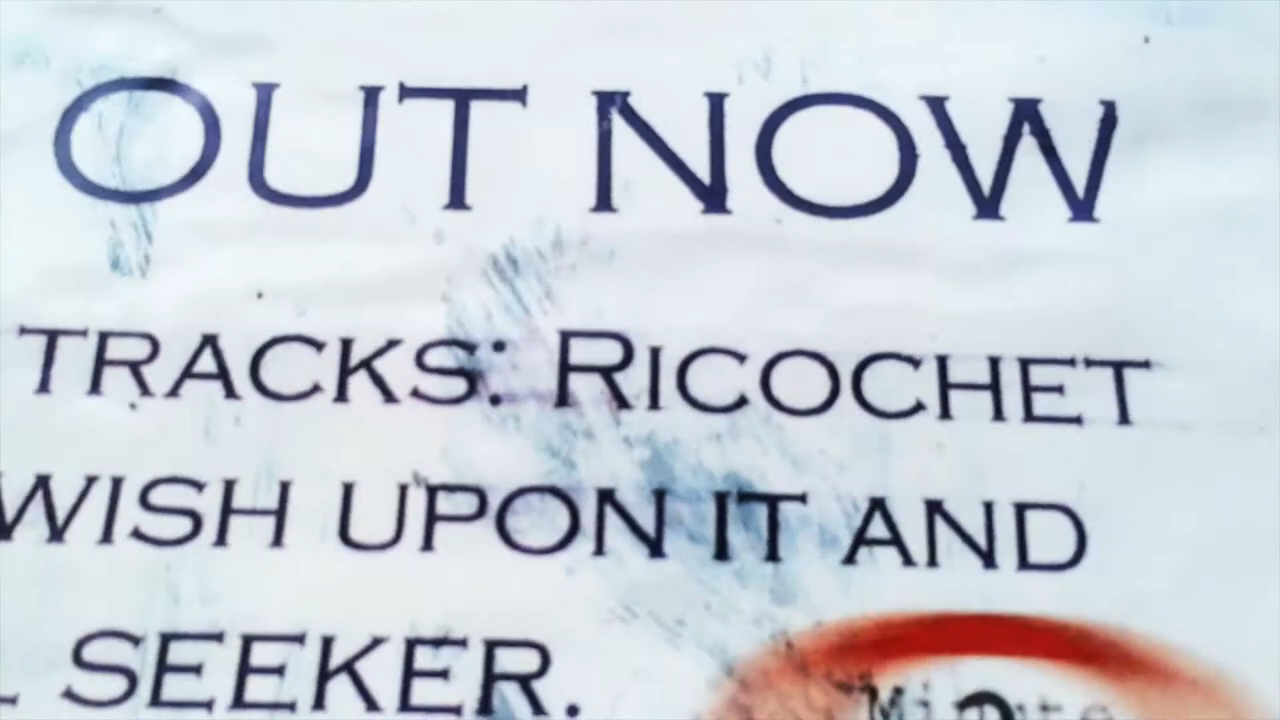 OUT NOW
TRACKS: RICOCHET
WISH UPON IT AND
SEEKER.